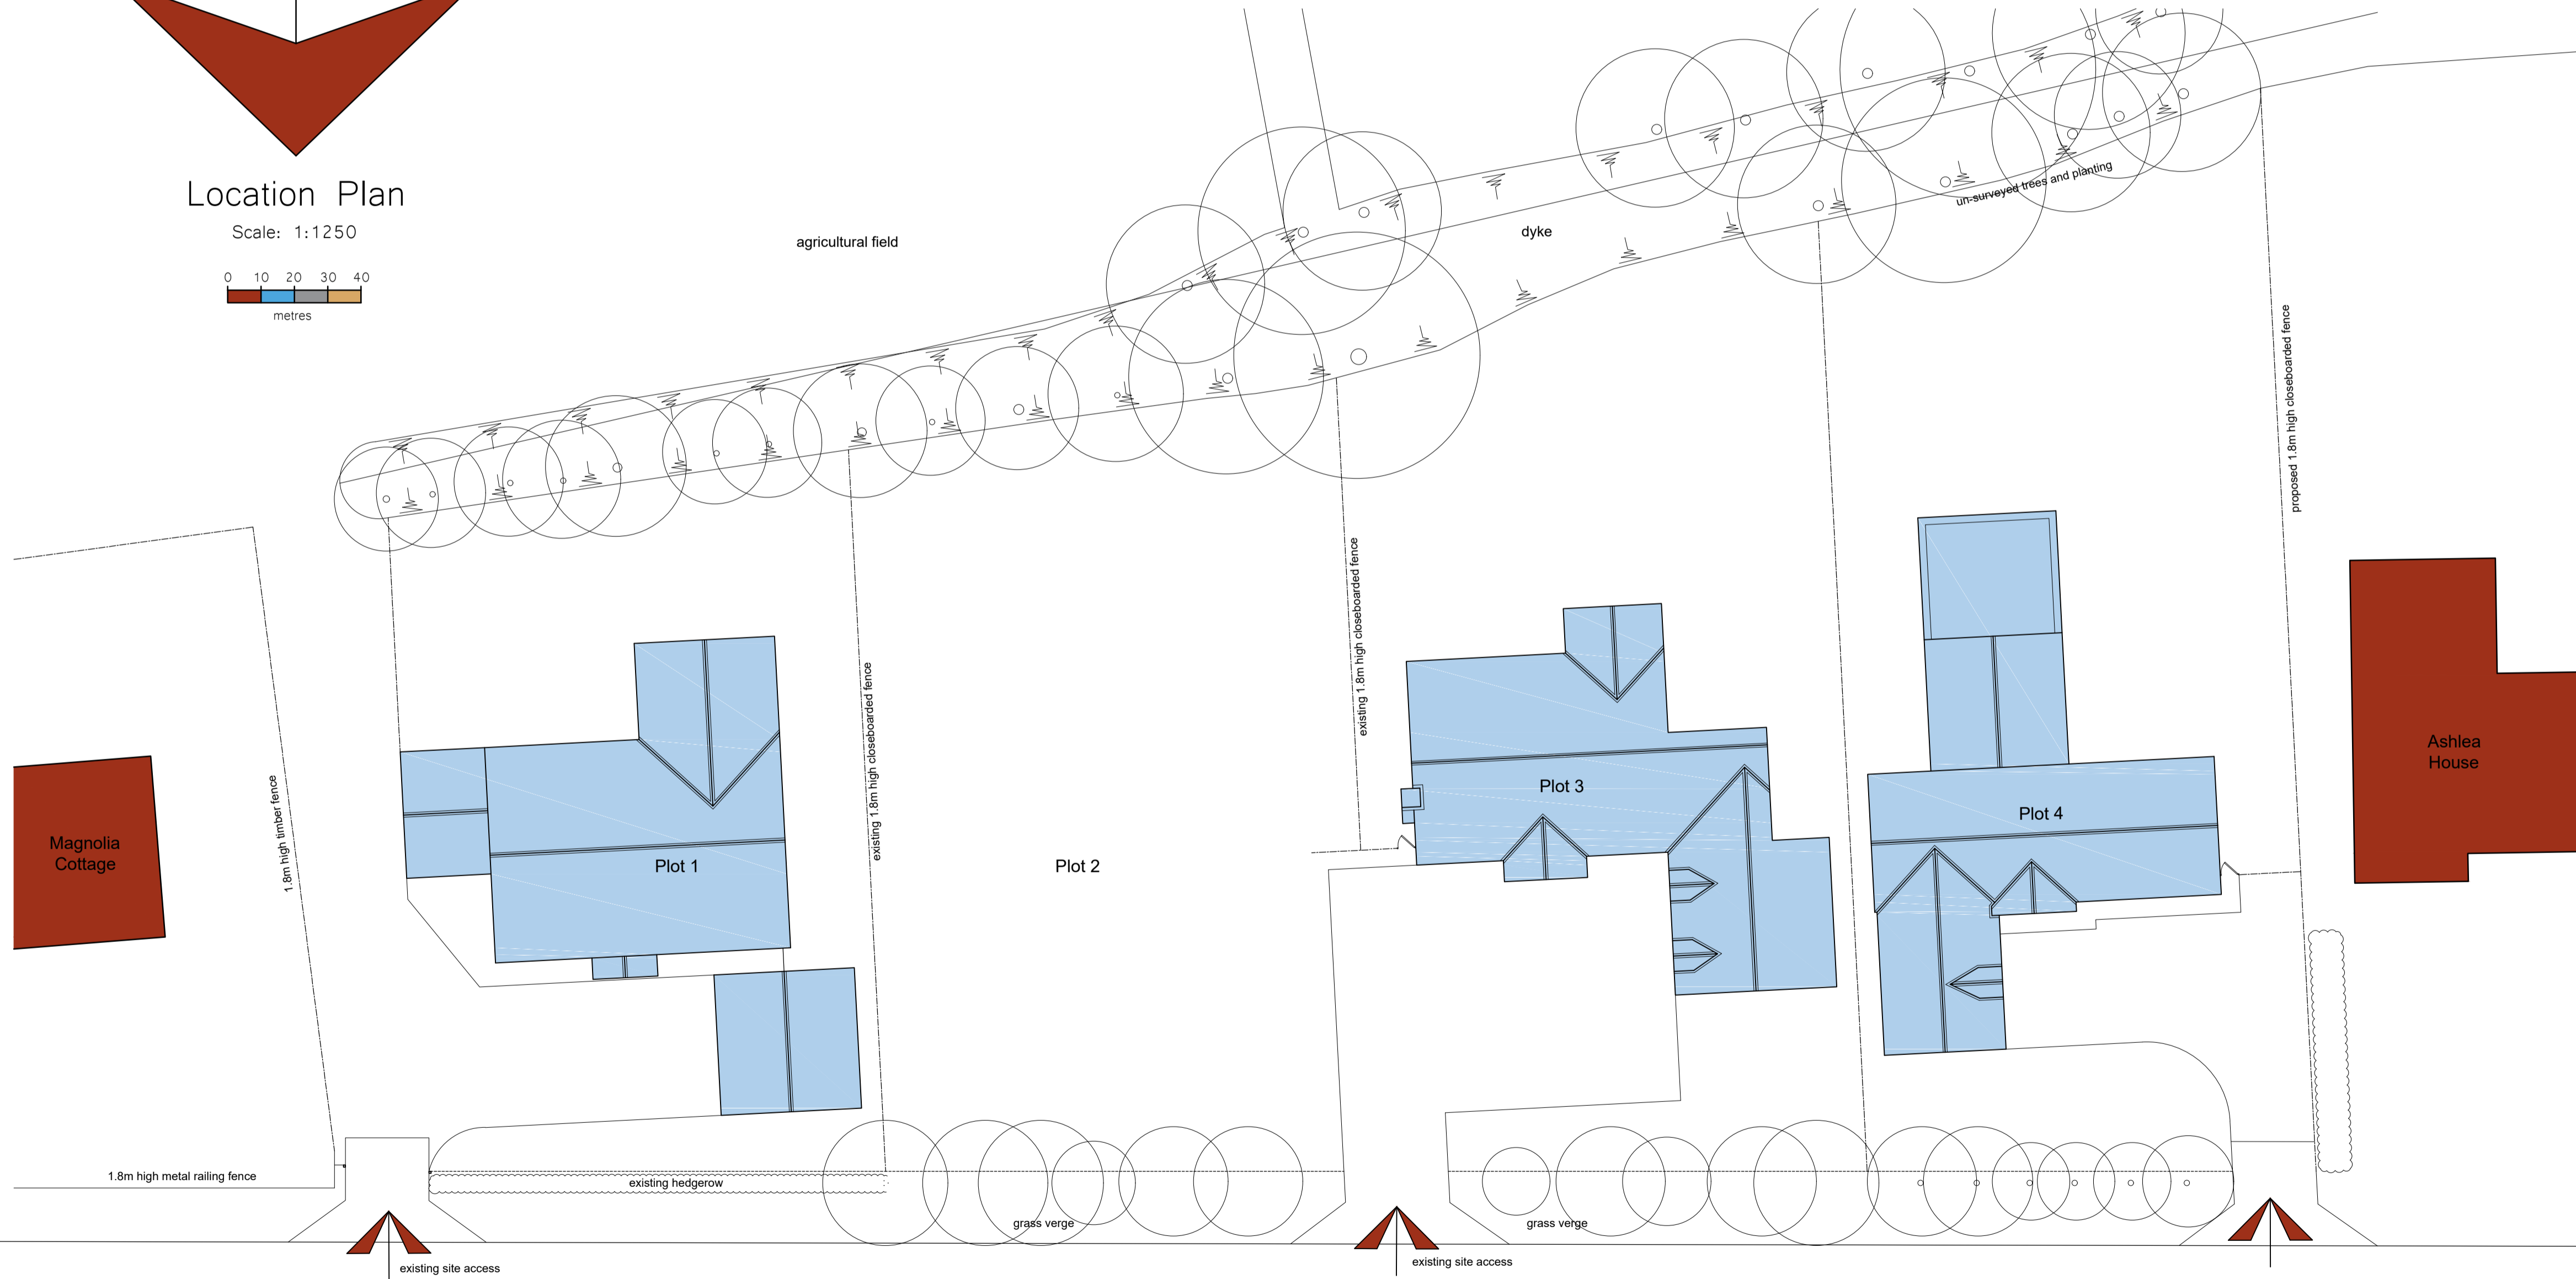 Location Plan
Scale: 1:1250
0 10 20 30 40
metres
agricultural field
dyke
un-surveyed trees and planting
proposed 1.8m high closeboarded fence
existing 1.8m high closeboarded fence
existing 1.8m high closeboarded fence
1.8m high timber fence
Magnolia
Cottage
Plot 1
Plot 2
Plot 3
Plot 4
Ashlea
House
1.8m high metal railing fence
existing hedgerow
grass verge
grass verge
existing site access
existing site access